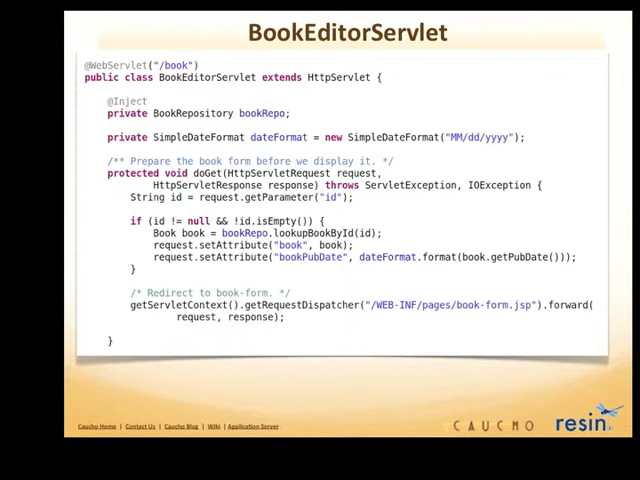 BookEditorServlet
@WebServlet("/book")
public class BookEditorServlet extends HttpServlet {
@Inject
private BookRepository bookRepo;
private SimpleDateFormat dateFormat = new SimpleDateFormat("MM/dd/yyyy");
/** Prepare the book form before we display it. */
protected void doGet(HttpServletRequest request,
HttpServletResponse response) throws ServletException, IOException {
String id = request.getParameter("id");
if (id != null && !id.isEmpty()) {
Book book = bookRepo.lookupBookById(id);
request.setAttribute("book", book);
request.setAttribute("bookPubDate", dateFormat.format(book.getPubDate()));
}
/* Redirect to book-form. */
getServletContext().getRequestDispatcher("/WEB-INF/pages/book-form.jsp").forward(
request, response);
}
Caucho Home | Contact Us | Caucho Blog | Wiki | Application Server
CAUCHO
resin